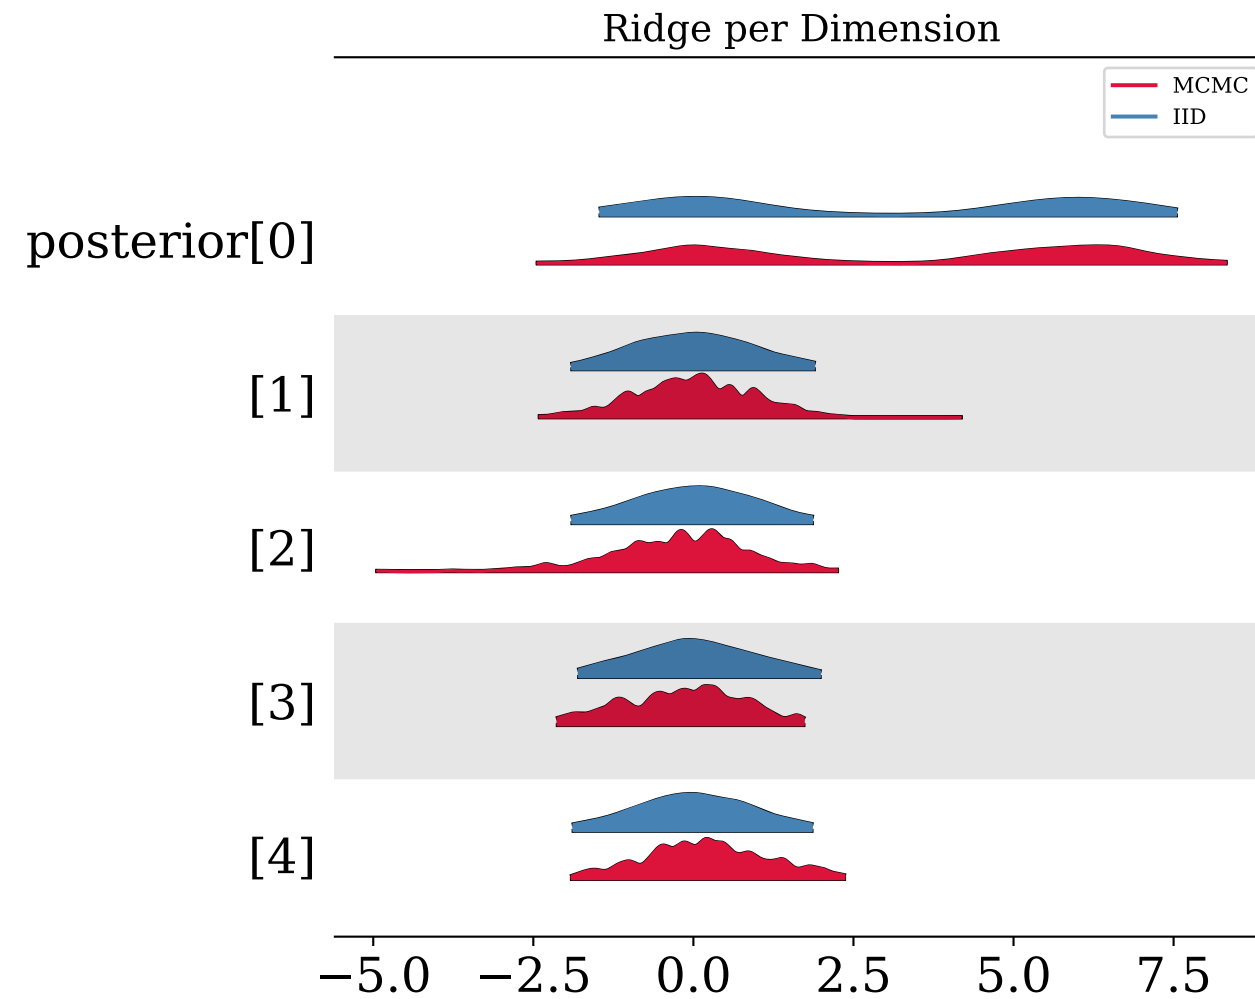 Ridge per Dimension
MCMC
IID
posterior[0]
[1]
[2]
[3]
[4]
−5.0 −2.5 0.0 2.5 5.0 7.5